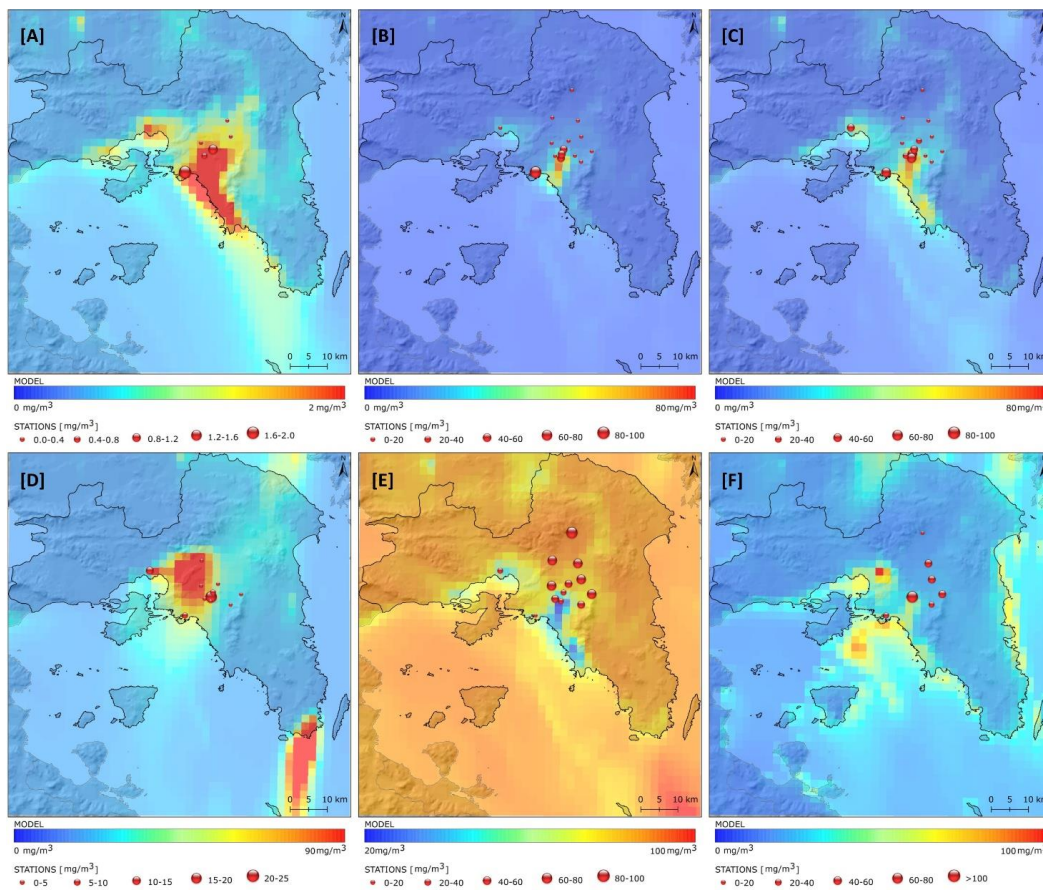 [A]
N
0 5 10 km
MODEL
0 mg/m³ 2 mg/m³
STATIONS [mg/m³]
0.0-0.4 0.4-0.8 0.8-1.2 1.2-1.6 1.6-2.0
[B]
N
0 5 10 km
MODEL
0 mg/m³ 80mg/m³
STATIONS [mg/m³]
0-20 20-40 40-60 60-80 80-100
[C]
N
0 5 10 km
MODEL
0 mg/m³ 80mg/m³
STATIONS [mg/m³]
0-20 20-40 40-60 60-80 80-100
[D]
N
0 5 10 km
MODEL
0 mg/m³ 90mg/m³
STATIONS [mg/m³]
0-5 5-10 10-15 15-20 20-25
[E]
N
0 5 10 km
MODEL
20mg/m³ 100mg/m³
STATIONS [mg/m³]
0-20 20-40 40-60 60-80 80-100
[F]
N
0 5 10 km
MODEL
0 mg/m³ 100mg/m³
STATIONS [mg/m³]
0-20 20-40 40-60 60-80 >100